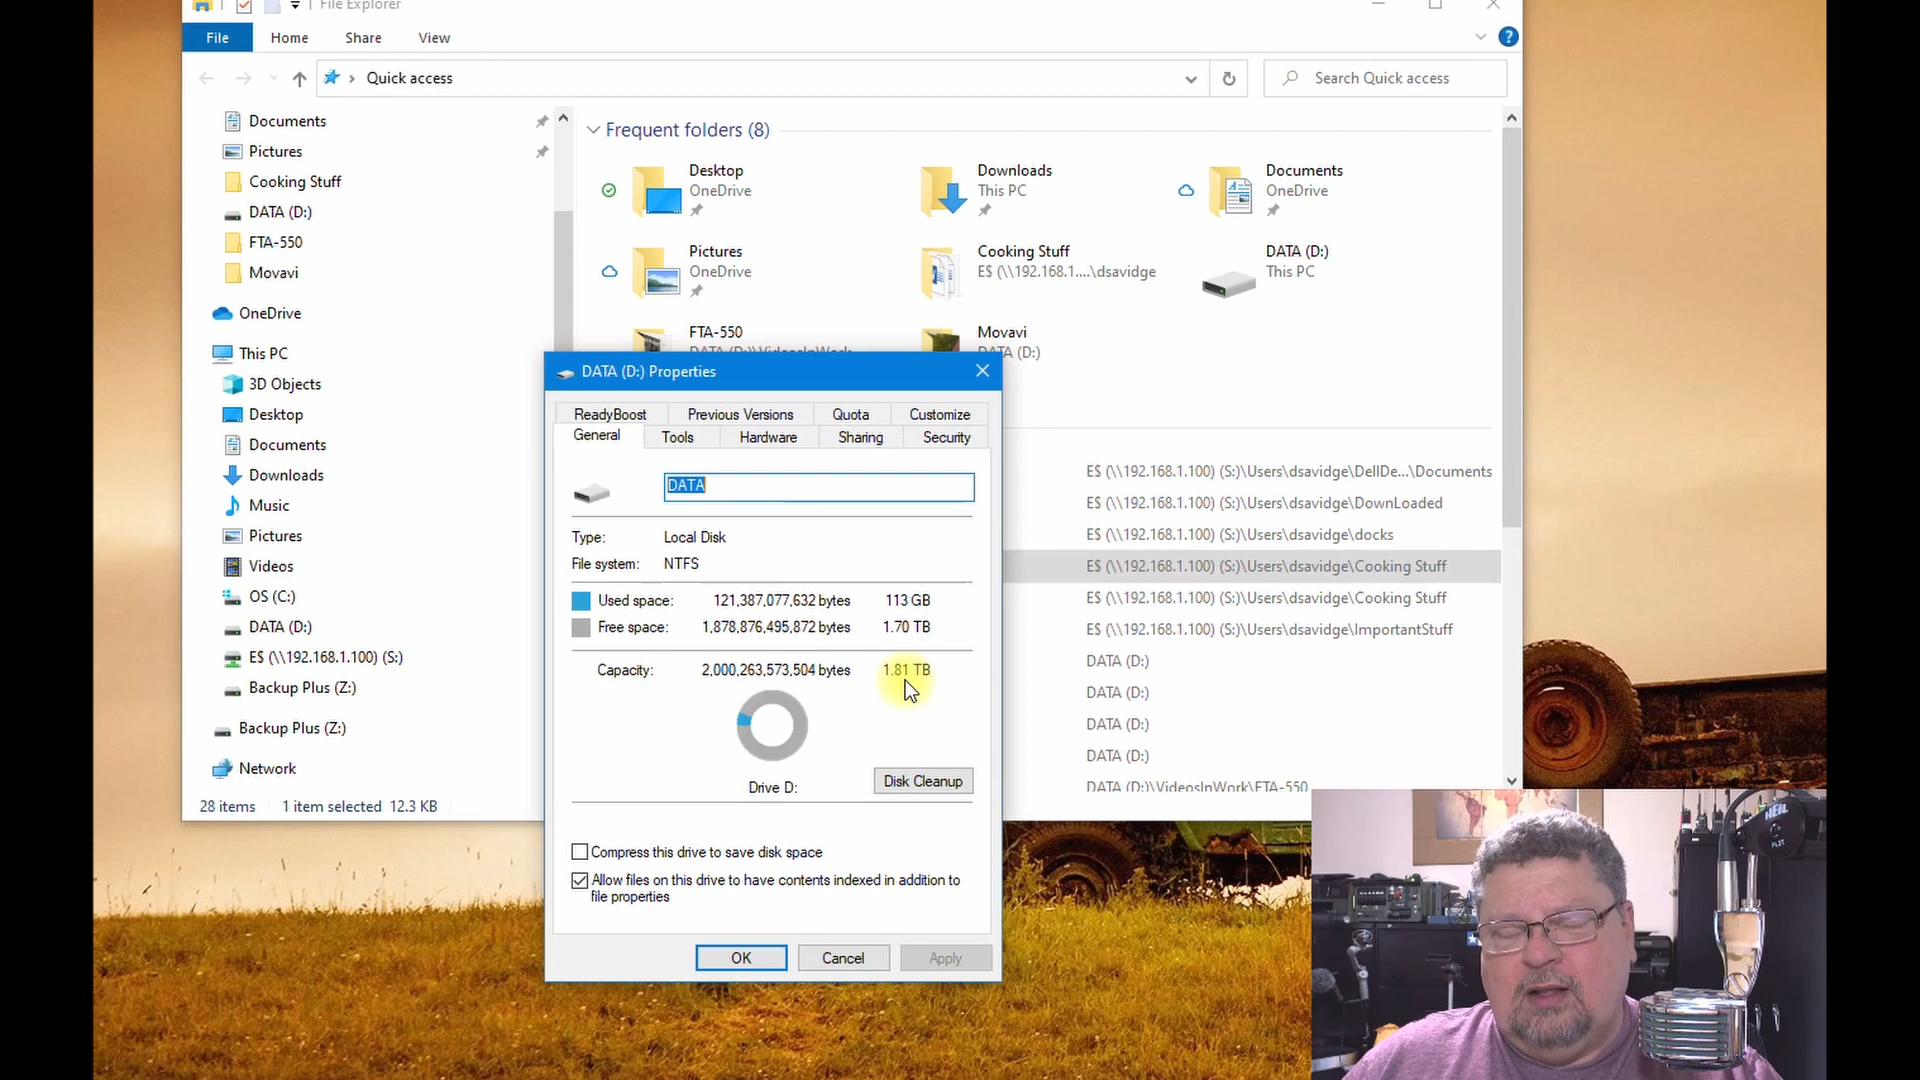 File Explorer
File Home Share View
Quick access
Search Quick access
Documents
Pictures
Cooking Stuff
DATA (D:)
FTA-550
Movavi
OneDrive
This PC
3D Objects
Desktop
Documents
Downloads
Music
Pictures
Videos
OS (C:)
DATA (D:)
E$ (\\192.168.1.100) (S:)
Backup Plus (Z:)
Backup Plus (Z:)
Network
28 items 1 item selected 12.3 KB
Frequent folders (8)
Desktop
OneDrive
Downloads
This PC
Documents
OneDrive
Pictures
OneDrive
Cooking Stuff
E$ (\\192.168.1....\dsavidge
DATA (D:)
This PC
FTA-550
DATA (D:)\VideosInWork
Movavi
DATA (D:)
E$ (\\192.168.1.100) (S:)\Users\dsavidge\DellDe...\Documents
E$ (\\192.168.1.100) (S:)\Users\dsavidge\DownLoaded
E$ (\\192.168.1.100) (S:)\Users\dsavidge\docks
E$ (\\192.168.1.100) (S:)\Users\dsavidge\Cooking Stuff
E$ (\\192.168.1.100) (S:)\Users\dsavidge\Cooking Stuff
E$ (\\192.168.1.100) (S:)\Users\dsavidge\ImportantStuff
DATA (D:)
DATA (D:)
DATA (D:)
DATA (D:)
DATA (D:)\VideosInWork\FTA-550
DATA (D:) Properties
ReadyBoost Previous Versions Quota Customize
General Tools Hardware Sharing Security
DATA
Type: Local Disk
File system: NTFS
Used space: 121,387,077,632 bytes 113 GB
Free space: 1,878,876,495,872 bytes 1.70 TB
Capacity: 2,000,263,573,504 bytes 1.81 TB
Drive D:
Disk Cleanup
Compress this drive to save disk space
Allow files on this drive to have contents indexed in addition to
file properties
OK Cancel Apply
HEIL